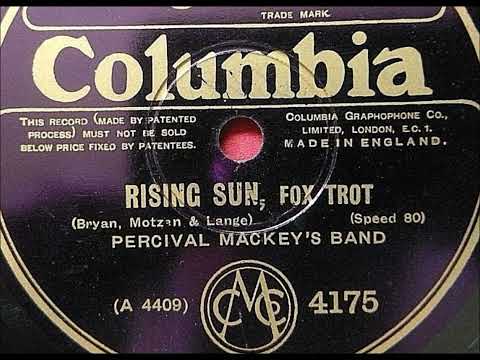 TRADE MARK.
Columbia
THIS RECORD (MADE BY PATENTED
PROCESS) MUST NOT BE SOLD
BELOW PRICE FIXED BY PATENTEES.
COLUMBIA GRAPHOPHONE CO.,
LIMITED, LONDON, E.C. 1.
MADE IN ENGLAND.
RISING SUN, FOX TROT
(Bryan, Motzan & Lange)
(Speed 80)
PERCIVAL MACKEY'S BAND
(A 4409)
MCCo
4175